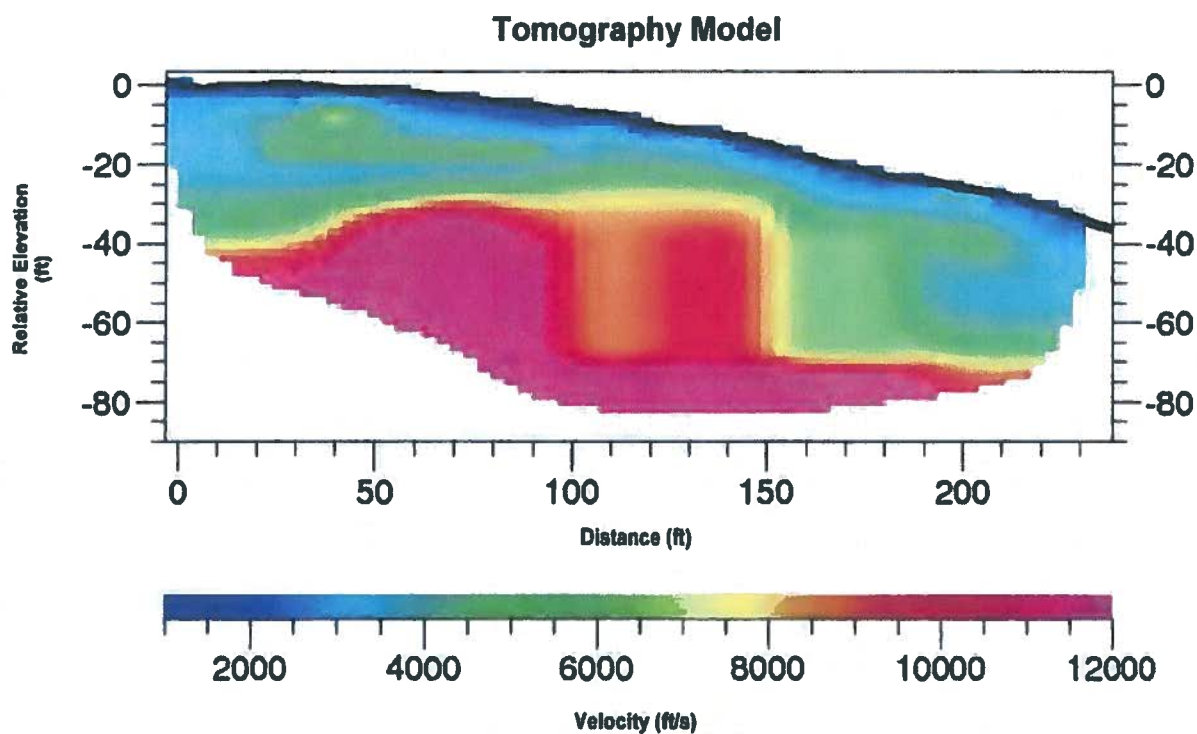 Tomography Model
0
-20
-40
-60
-80
Relative Elevation
(ft)
0
-20
-40
-60
-80
0 50 100 150 200
Distance (ft)
2000 4000 6000 8000 10000 12000
Velocity (ft/s)